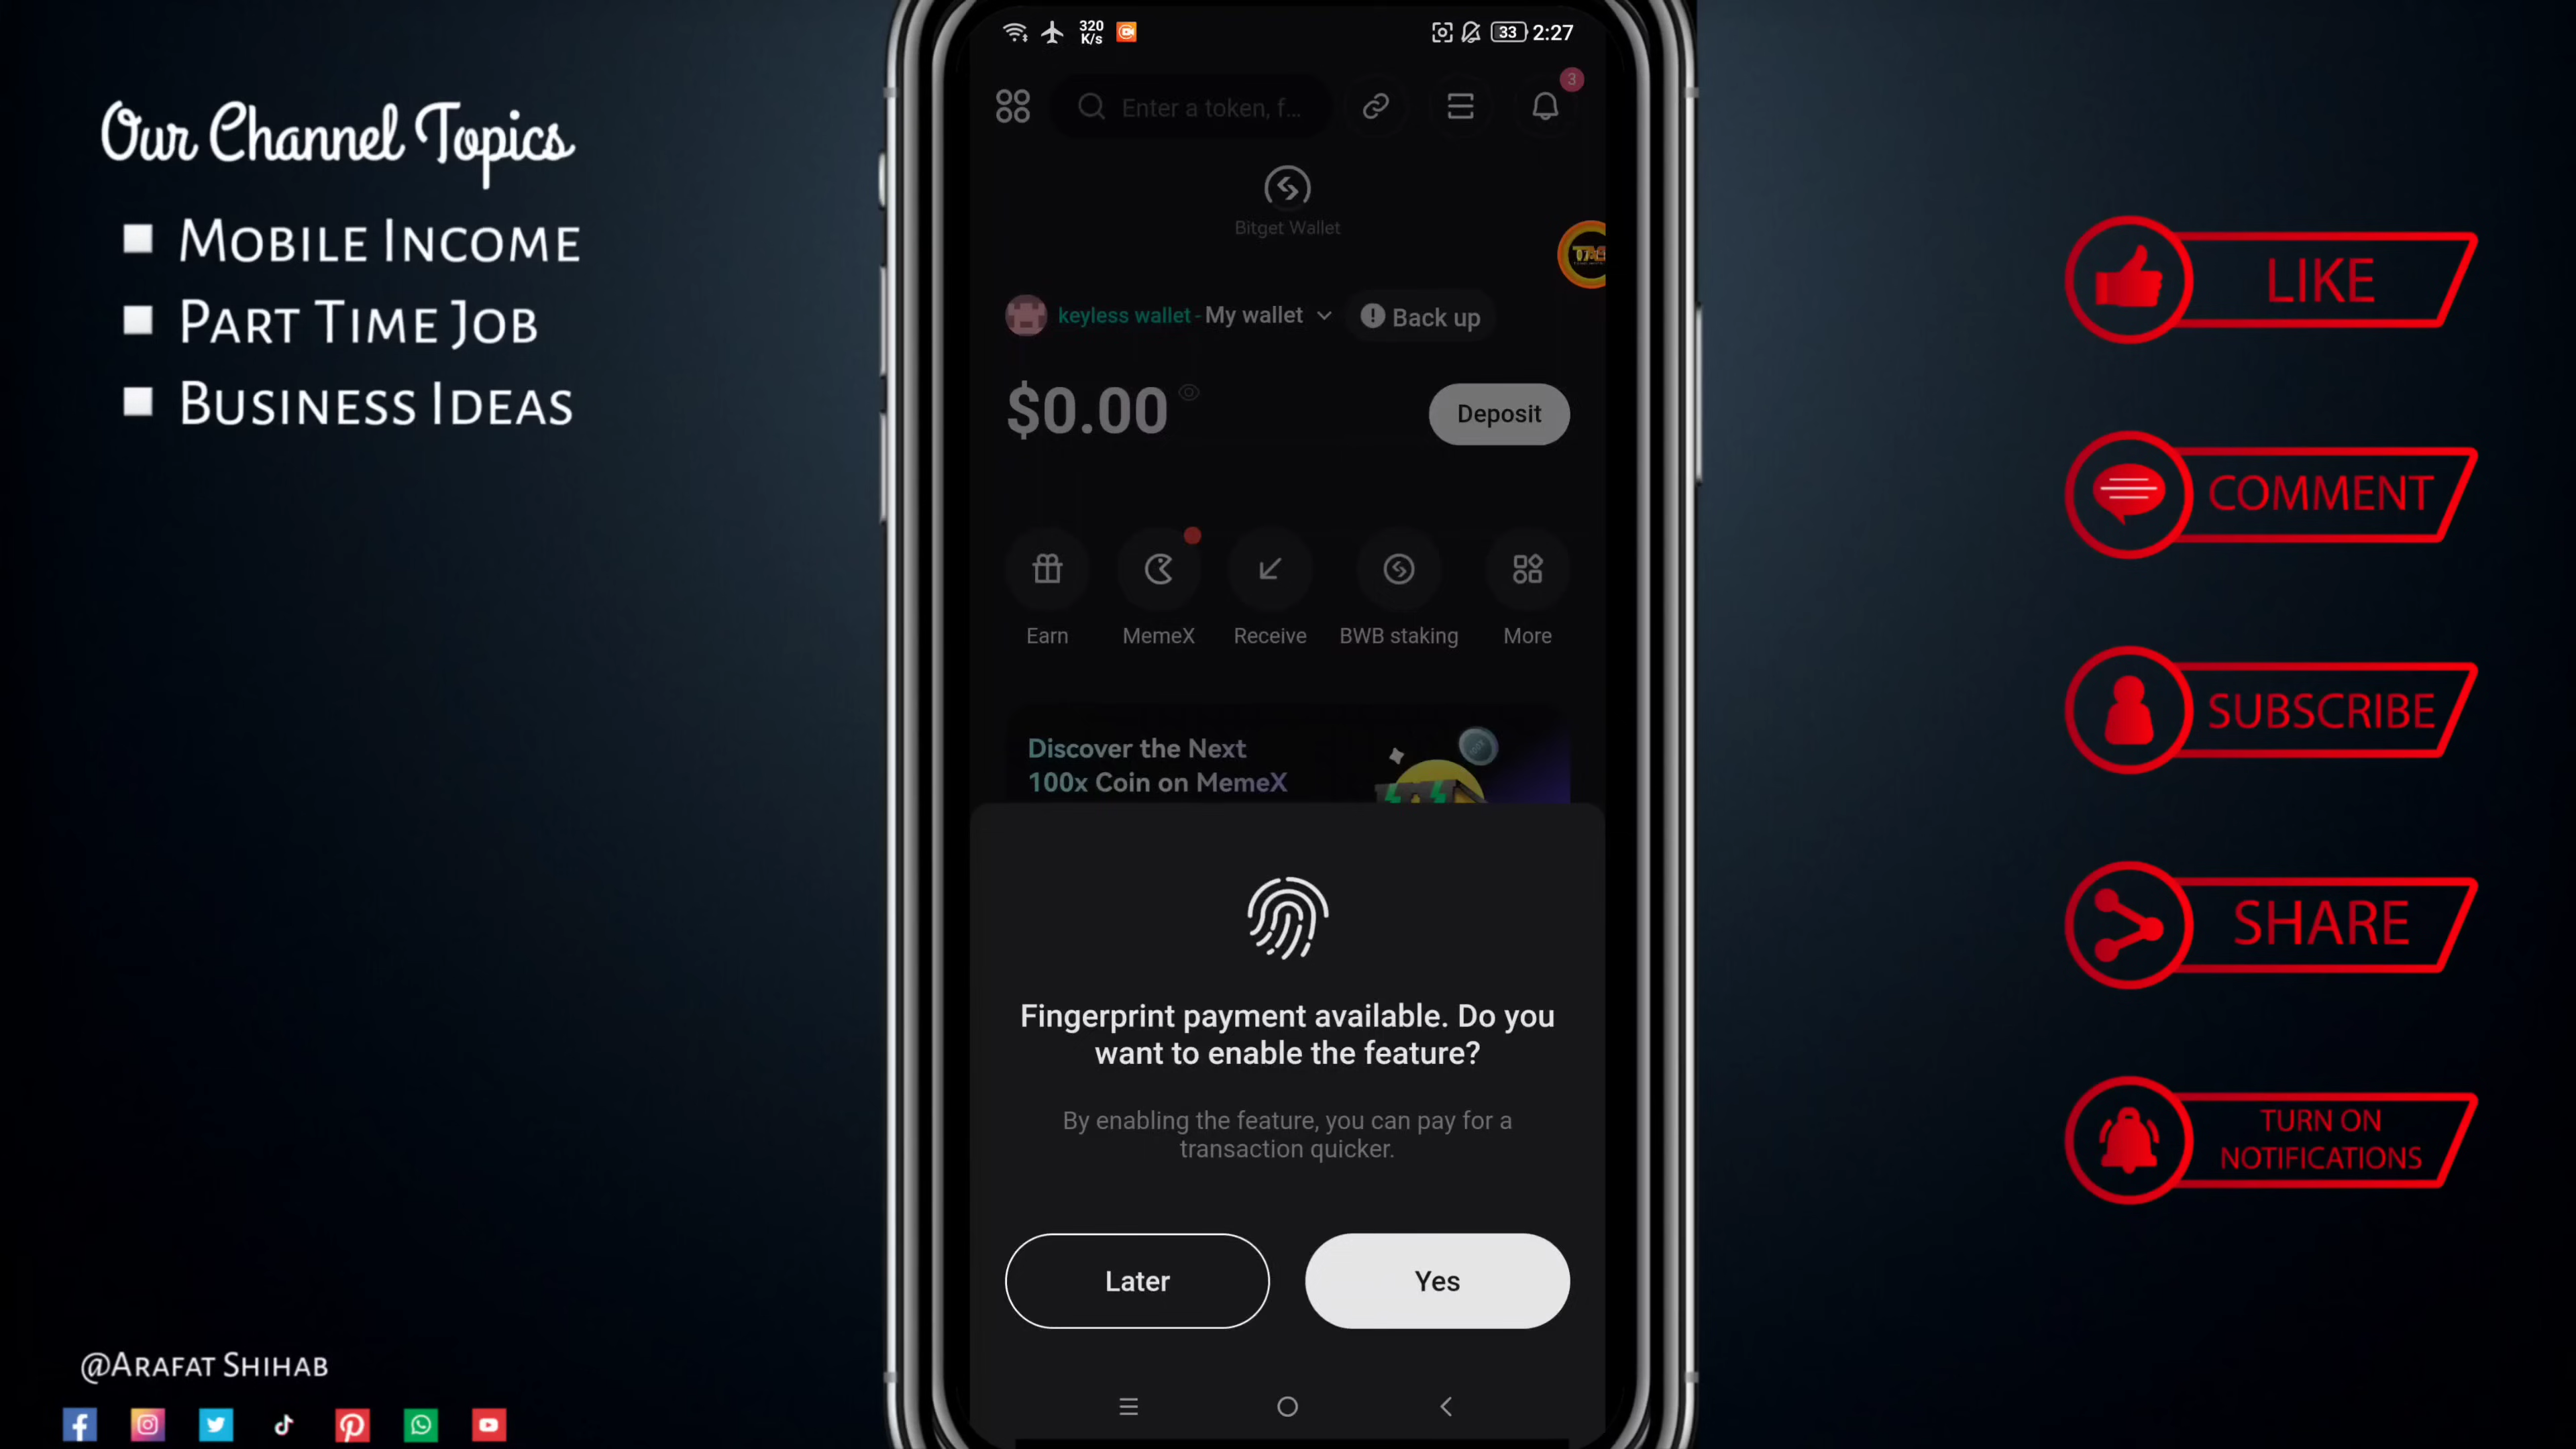 Our Channel Topics
MOBILE INCOME
PART TIME JOB
BUSINESS IDEAS
@ARAFAT SHIHAB
320
K/s
33
2:27
Enter a token, f...
3
Bitget Wallet
keyless wallet - My wallet
Back up
$0.00
Deposit
Earn
MemeX
Receive
BWB staking
More
Discover the Next
100x Coin on MemeX
Fingerprint payment available. Do you
want to enable the feature?
By enabling the feature, you can pay for a
transaction quicker.
Later
Yes
LIKE
COMMENT
SUBSCRIBE
SHARE
TURN ON
NOTIFICATIONS